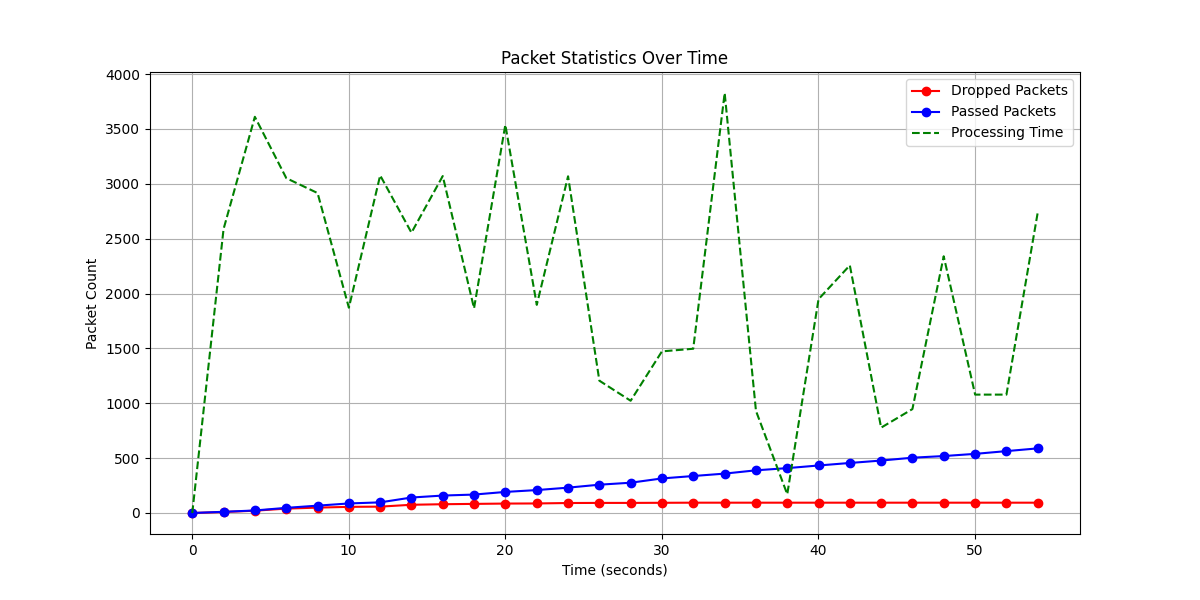 Packet Statistics Over Time
Dropped Packets
Passed Packets
Processing Time
Packet Count
4000
3500
3000
2500
2000
1500
1000
500
0
0 10 20 30 40 50
Time (seconds)